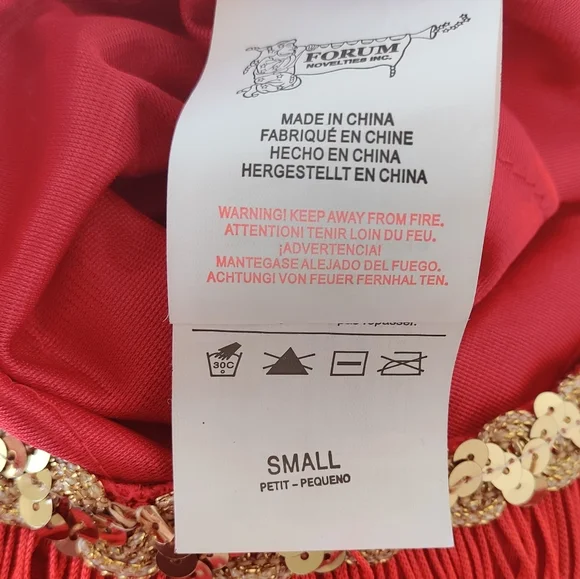 FORUM
NOVELTIES INC.
MADE IN CHINA
FABRIQUÉ EN CHINE
HECHO EN CHINA
HERGESTELLT EN CHINA
WARNING! KEEP AWAY FROM FIRE.
ATTENTION! TENIR LOIN DU FEU.
¡ADVERTENCIA!
MANTEGASE ALEJADO DEL FUEGO.
ACHTUNG! VON FEUER FERNHAL TEN.
30C
SMALL
PETIT - PEQUENO